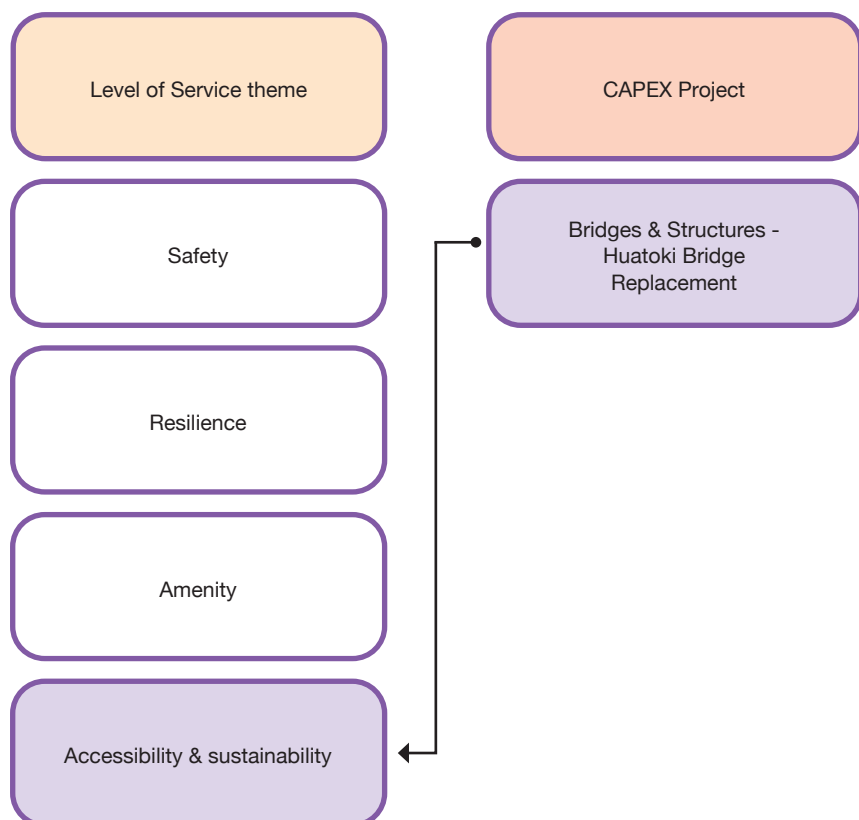 Level of Service theme
CAPEX Project
Safety
Bridges & Structures -
Huatoki Bridge
Replacement
Resilience
Amenity
Accessibility & sustainability